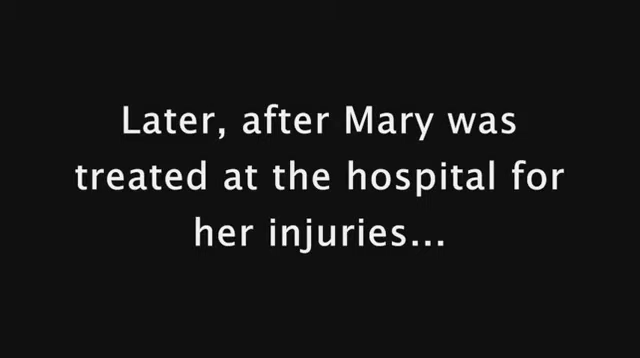 Later, after Mary was
treated at the hospital for
her injuries...